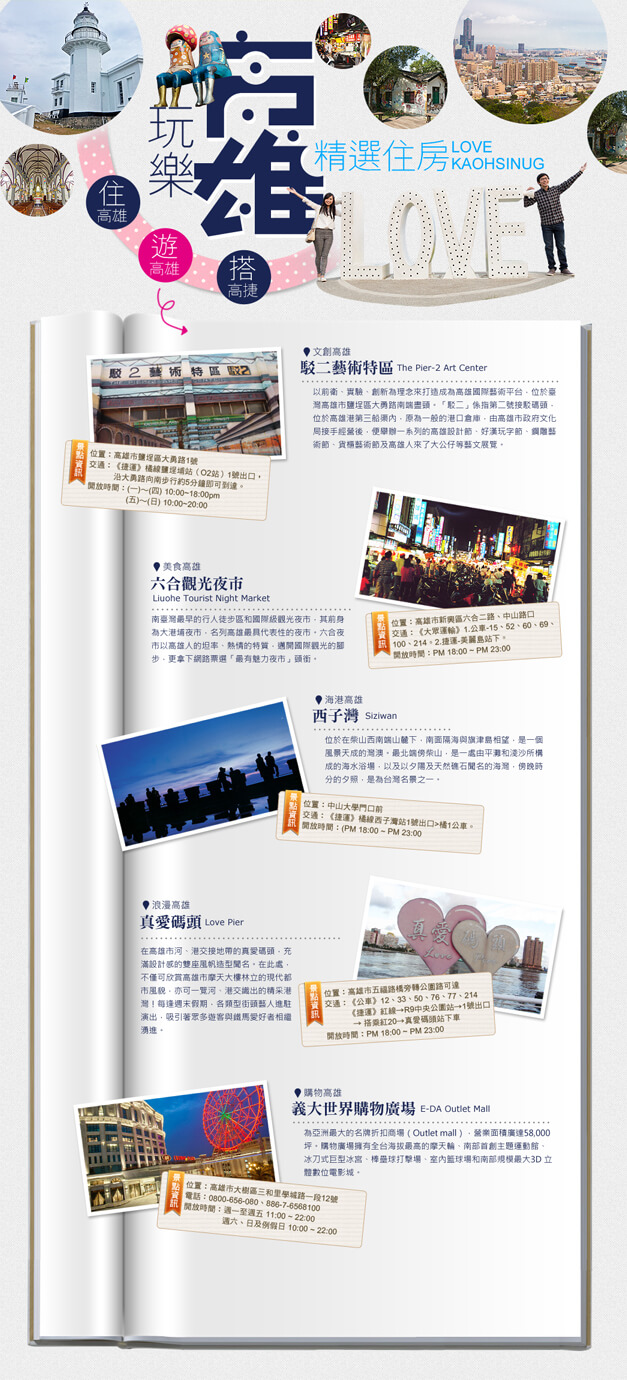 玩樂
高雄
精選住房
LOVE
KAOHSINUG
LOVE
住
高雄
遊
高雄
搭
高捷
文創高雄
駁二藝術特區 The Pier-2 Art Center
以前衛、實驗、創新為理念來打造成為高雄國際藝術平台，位於臺
灣高雄市鹽埕區大勇路南端盡頭，「駁二」係指第二號接駁碼頭，
位於高雄港第三船渠內，原為一般的港口倉庫，由高雄市政府文化
局接手經營後，便舉辦一系列的高雄設計節、好漢玩字節、鋼雕藝
術節、貨櫃藝術節及高雄人來了大公仔等藝文展覽。
駁二藝術特區
景點資訊
位置：高雄市鹽埕區大勇路1號
交通：《捷運》橘線鹽埕埔站（O2站）1號出口，
沿大勇路向南步行約5分鐘即可到達。
開放時間：(一)～(四) 10:00~18:00pm
(五)～(日) 10:00~20:00
美食高雄
六合觀光夜市
Liuohe Tourist Night Market
南臺灣最早的行人徒步區和國際級觀光夜市，其前身
為大港埔夜市，名列高雄最具代表性的夜市。六合夜
市以高雄人的坦率、熱情的特質，邁開國際觀光的腳
步，更拿下網路票選「最有魅力夜市」頭銜。
景點資訊
位置：高雄市新興區六合二路、中山路口
交通：《大眾運輸》1.公車-15、52、60、69、
100、214。2.捷運-美麗島站下。
開放時間：PM 18:00 ~ PM 23:00
海港高雄
西子灣 Siziwan
位於在柴山西南端山麓下，南面隔海與旗津島相望，是一個
風景天成的灣澳。最北端傍柴山，是一處由平灘和淺沙所構
成的海水浴場，以及以夕陽及天然礁石聞名的海灣，傍晚時
分的夕照，是為台灣名景之一。
景點資訊
位置：中山大學門口前
交通：《捷運》橘線西子灣站1號出口>橘1公車。
開放時間：(PM 18:00 ~ PM 23:00
浪漫高雄
真愛碼頭 Love Pier
在高雄市河、港交接地帶的真愛碼頭，充
滿設計感的雙座風帆造型聞名，在此處，
不僅可欣賞高雄市摩天大樓林立的現代都
市風貌，亦可一覽河、港交織出的精采港
灣！每逢週末假期，各類型街頭藝人進駐
演出，吸引著眾多遊客與鐵馬愛好者相繼
湧進。
真愛
景點資訊
位置：高雄市五福路橋旁轉公園路可達
交通：《公車》12、33、50、76、77、214
《捷運》紅線→R9中央公園站→1號出口
→ 搭乘紅20→真愛碼頭站下車
開放時間：PM 18:00 ~ PM 23:00
購物高雄
義大世界購物廣場 E-DA Outlet Mall
為亞洲最大的名牌折扣商場（Outlet mall），營業面積廣達58,000
坪。購物廣場擁有全台海拔最高的摩天輪、南部首創主題運動館、
冰刀式巨型冰宮、棒壘球打擊場、室內籃球場和南部規模最大3D 立
體數位電影城。
景點資訊
位置：高雄市大樹區三和里學城路一段12號
電話：0800-656-080、886-7-6568100
開放時間：週一至週五 11:00 ~ 22:00
週六、日及例假日 10:00 ~ 22:00